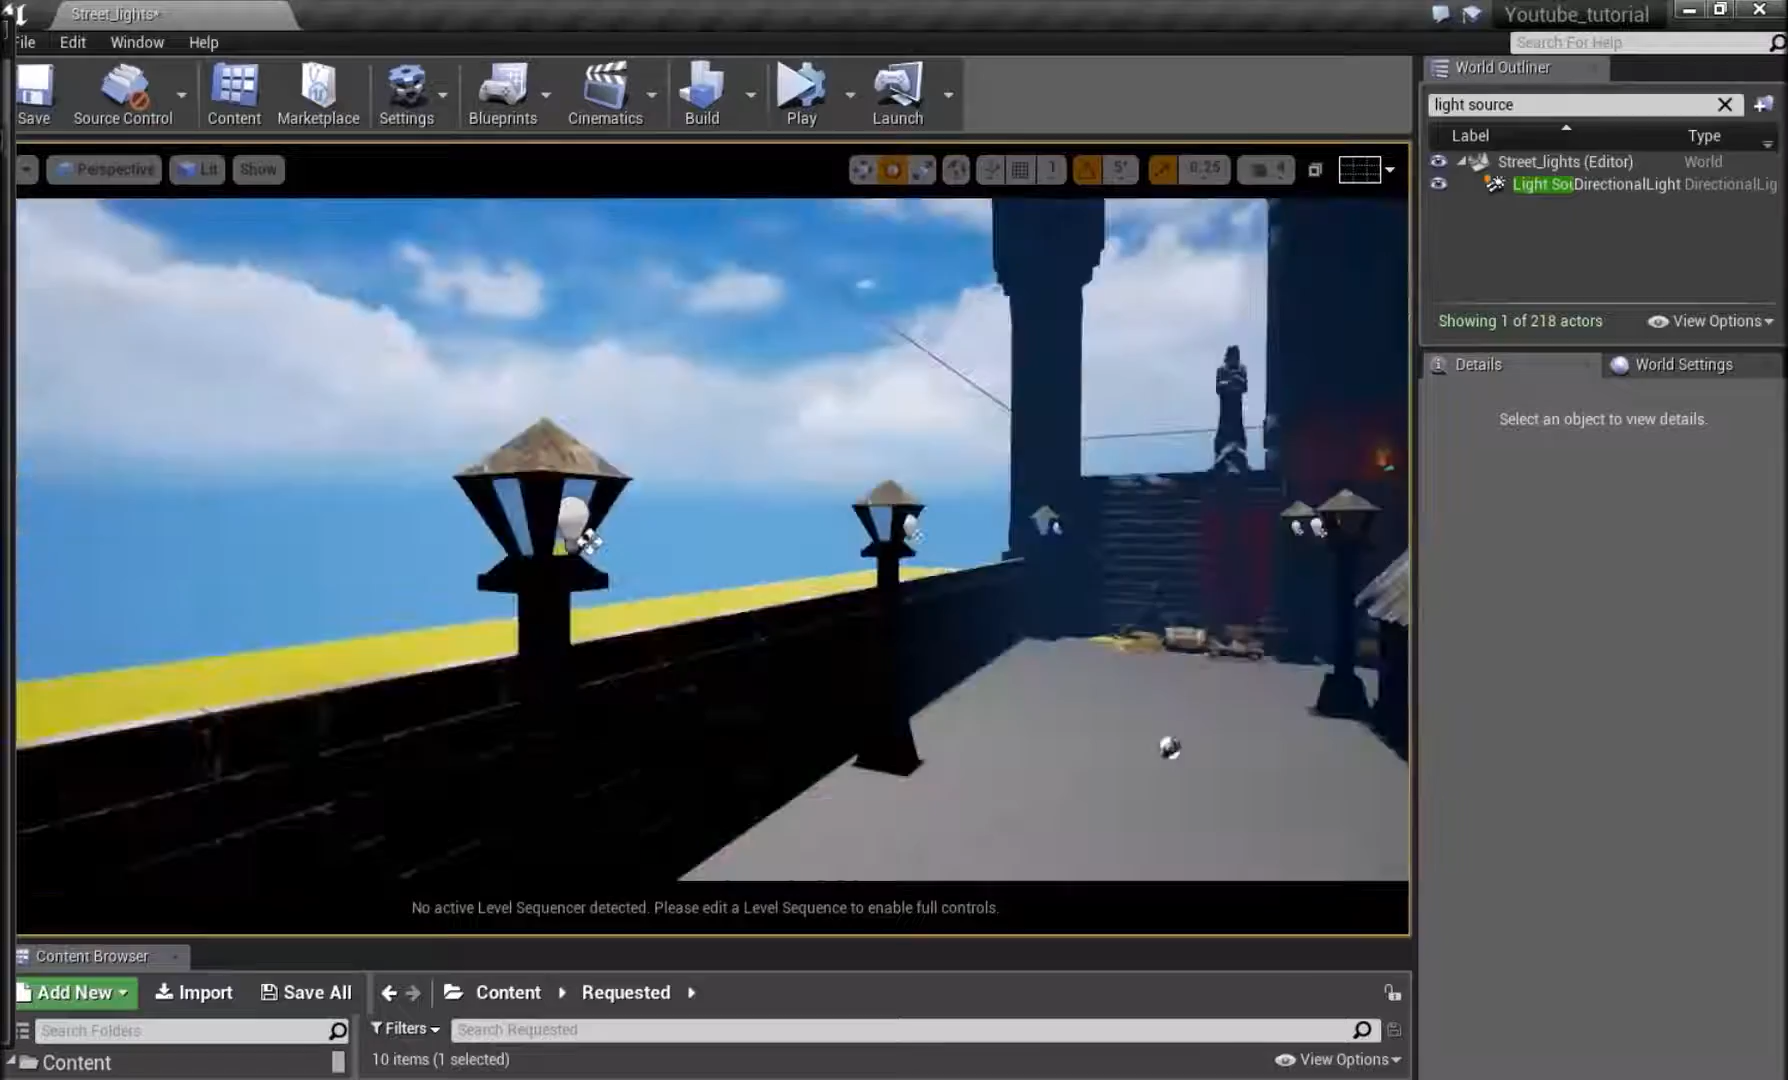 Street_lights*
Youtube_tutorial
File Edit Window Help
Search For Help
Save Source Control Content Marketplace Settings Blueprints Cinematics Build Play Launch
World Outliner
light source
Label Type
Street_lights (Editor) World
Light Sou DirectionalLight DirectionalLig
Showing 1 of 218 actors View Options
Perspective Lit Show 1 5° 0.25 4
Details World Settings
Select an object to view details.
No active Level Sequencer detected. Please edit a Level Sequence to enable full controls.
Content Browser
Add New Import Save All Content Requested
Search Folders Filters Search Requested
Content 10 items (1 selected) View Options